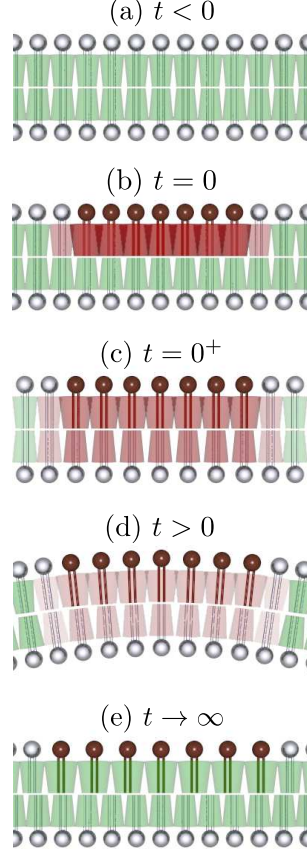 (a) t < 0
(b) t = 0
(c) t = 0⁺
(d) t > 0
(e) t → ∞